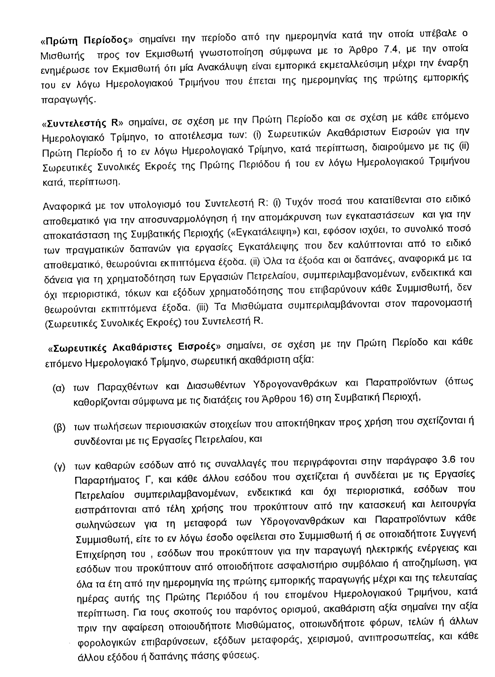 «Πρώτη Περίοδος» σημαίνει την περίοδο από την ημερομηνία κατά την οποία υπέβαλε ο
Μισθωτής προς τον Εκμισθωτή γνωστοποίηση σύμφωνα με το Άρθρο 7.4, με την οποία
ενημέρωσε τον Εκμισθωτή ότι μία Ανακάλυψη είναι εμπορικά εκμεταλλεύσιμη μέχρι την έναρξη
του εν λόγω Ημερολογιακού Τριμήνου που έπεται της ημερομηνίας της πρώτης εμπορικής
παραγωγής.
«Συντελεστής R» σημαίνει, σε σχέση με την Πρώτη Περίοδο και σε σχέση με κάθε επόμενο
Ημερολογιακό Τρίμηνο, το αποτέλεσμα των: (i) Σωρευτικών Ακαθάριστων Εισροών για την
Πρώτη Περίοδο ή το εν λόγω Ημερολογιακό Τρίμηνο, κατά περίπτωση, διαιρούμενο με τις (ii)
Σωρευτικές Συνολικές Εκροές της Πρώτης Περιόδου ή του εν λόγω Ημερολογιακού Τριμήνου
κατά, περίπτωση.
Αναφορικά με τον υπολογισμό του Συντελεστή R: (i) Τυχόν ποσά που κατατίθενται στο ειδικό
αποθεματικό για την αποσυναρμολόγηση ή την απομάκρυνση των εγκαταστάσεων και για την
αποκατάσταση της Συμβατικής Περιοχής («Εγκατάλειψη») και, εφόσον ισχύει, το συνολικό ποσό
των πραγματικών δαπανών για εργασίες Εγκατάλειψης που δεν καλύπτονται από το ειδικό
αποθεματικό, θεωρούνται εκπιπτόμενα έξοδα. (ii) Όλα τα έξοδα και οι δαπάνες, αναφορικά με τα
δάνεια για τη χρηματοδότηση των Εργασιών Πετρελαίου, συμπεριλαμβανομένων, ενδεικτικά και
όχι περιοριστικά, τόκων και εξόδων χρηματοδότησης που επιβαρύνουν κάθε Συμμισθωτή, δεν
θεωρούνται εκπιπτόμενα έξοδα. (iii) Τα Μισθώματα συμπεριλαμβάνονται στον παρονομαστή
(Σωρευτικές Συνολικές Εκροές) του Συντελεστή R.
«Σωρευτικές Ακαθάριστες Εισροές» σημαίνει, σε σχέση με την Πρώτη Περίοδο και κάθε
επόμενο Ημερολογιακό Τρίμηνο, σωρευτική ακαθάριστη αξία:
(α) των Παραχθέντων και Διασωθέντων Υδρογονανθράκων και Παραπροϊόντων (όπως
καθορίζονται σύμφωνα με τις διατάξεις του Άρθρου 16) στη Συμβατική Περιοχή,
(β) των πωλήσεων περιουσιακών στοιχείων που αποκτήθηκαν προς χρήση που σχετίζονται ή
συνδέονται με τις Εργασίες Πετρελαίου, και
(γ) των καθαρών εσόδων από τις συναλλαγές που περιγράφονται στην παράγραφο 3.6 του
Παραρτήματος Γ, και κάθε άλλου εσόδου που σχετίζεται ή συνδέεται με τις Εργασίες
Πετρελαίου συμπεριλαμβανομένων, ενδεικτικά και όχι περιοριστικά, εσόδων που
εισπράττονται από τέλη χρήσης που προκύπτουν από την κατασκευή και λειτουργία
σωληνώσεων για τη μεταφορά των Υδρογονανθράκων και Παραπροϊόντων κάθε
Συμμισθωτή, είτε το εν λόγω έσοδο οφείλεται στο Συμμισθωτή ή σε οποιαδήποτε Συγγενή
Επιχείρηση του , εσόδων που προκύπτουν για την παραγωγή ηλεκτρικής ενέργειας και
εσόδων που προκύπτουν από οποιοδήποτε ασφαλιστήριο συμβόλαιο ή αποζημίωση, για
όλα τα έτη από την ημερομηνία της πρώτης εμπορικής παραγωγής μέχρι και της τελευταίας
ημέρας αυτής της Πρώτης Περιόδου ή του επομένου Ημερολογιακού Τριμήνου, κατά
περίπτωση. Για τους σκοπούς του παρόντος ορισμού, ακαθάριστη αξία σημαίνει την αξία
πριν την αφαίρεση οποιουδήποτε Μισθώματος, οποιωνδήποτε φόρων, τελών ή άλλων
φορολογικών επιβαρύνσεων, εξόδων μεταφοράς, χειρισμού, αντιπροσωπείας, και κάθε
άλλου εξόδου ή δαπάνης πάσης φύσεως.